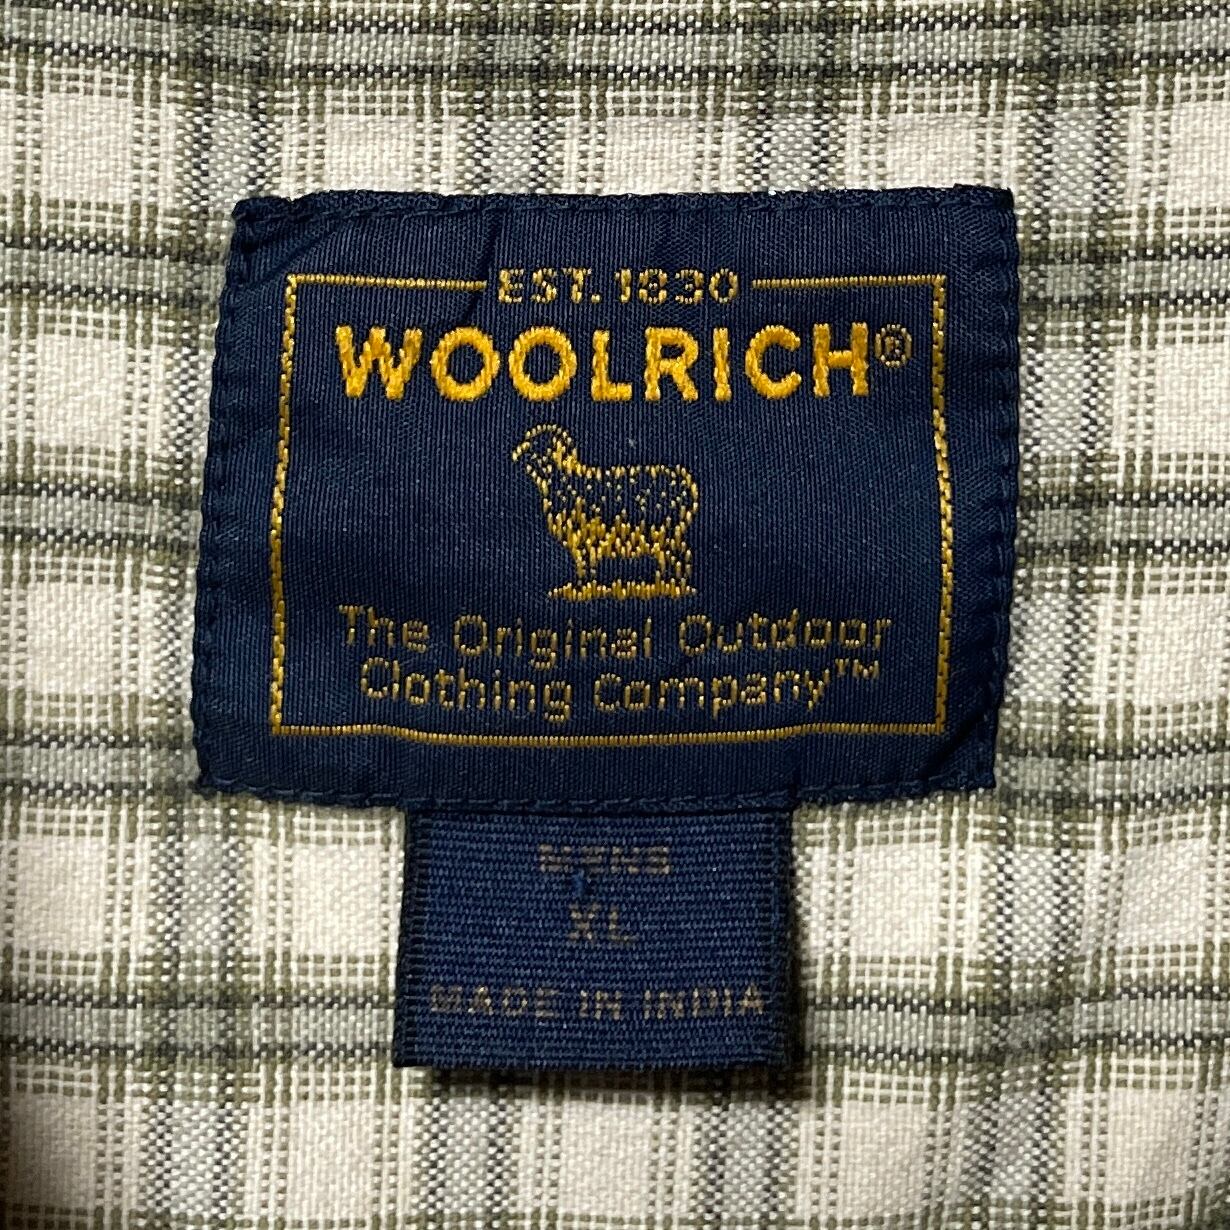 EST. 1830
WOOLRICH®
The Original Outdoor
Clothing Company™
MENS
XL
MADE IN INDIA